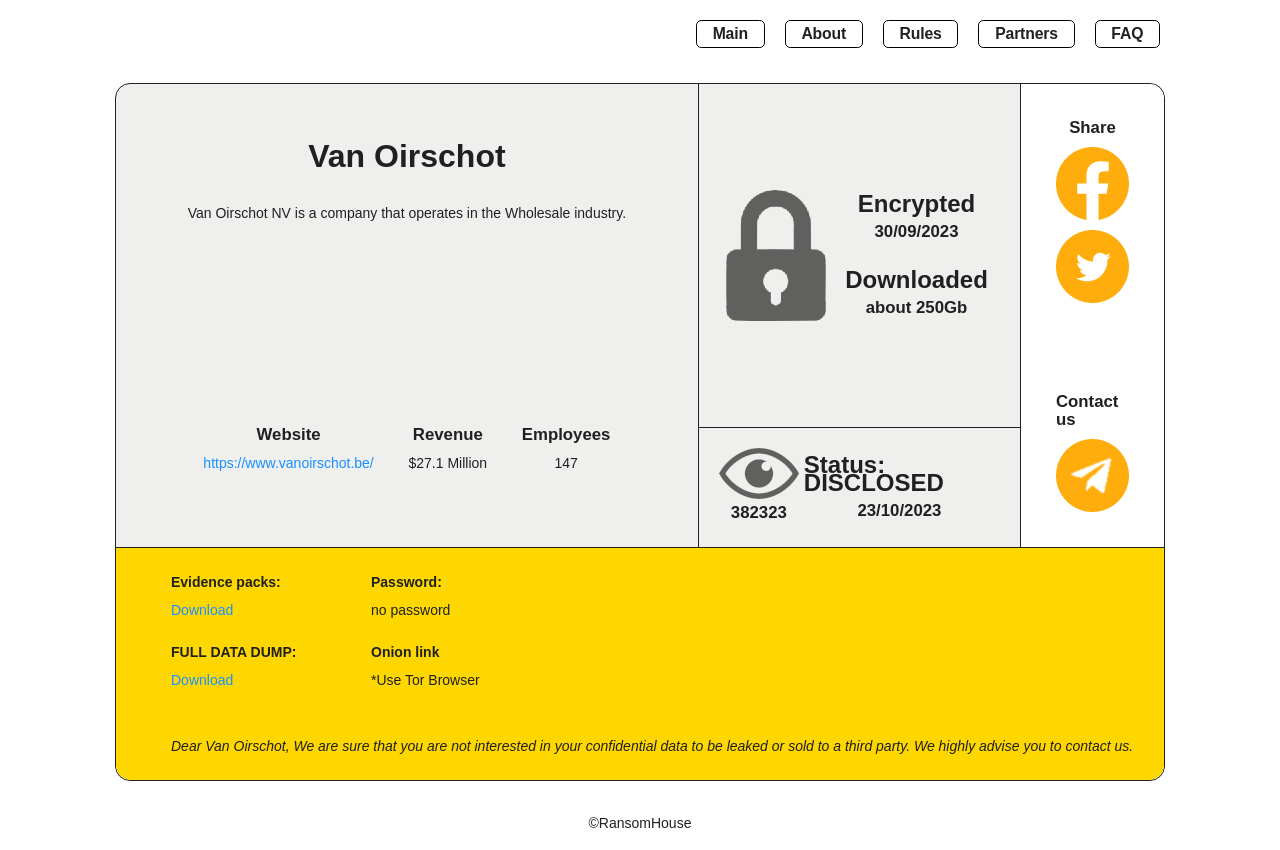 Main
About
Rules
Partners
FAQ
Van Oirschot
Van Oirschot NV is a company that operates in the Wholesale industry.
Website
Revenue
Employees
https://www.vanoirschot.be/
$27.1 Million
147
Encrypted
30/09/2023
Downloaded
about 250Gb
Status:
DISCLOSED
382323
23/10/2023
Share
Contact
us
Evidence packs:
Password:
Download
no password
FULL DATA DUMP:
Onion link
Download
*Use Tor Browser
Dear Van Oirschot, We are sure that you are not interested in your confidential data to be leaked or sold to a third party. We highly advise you to contact us.
©RansomHouse